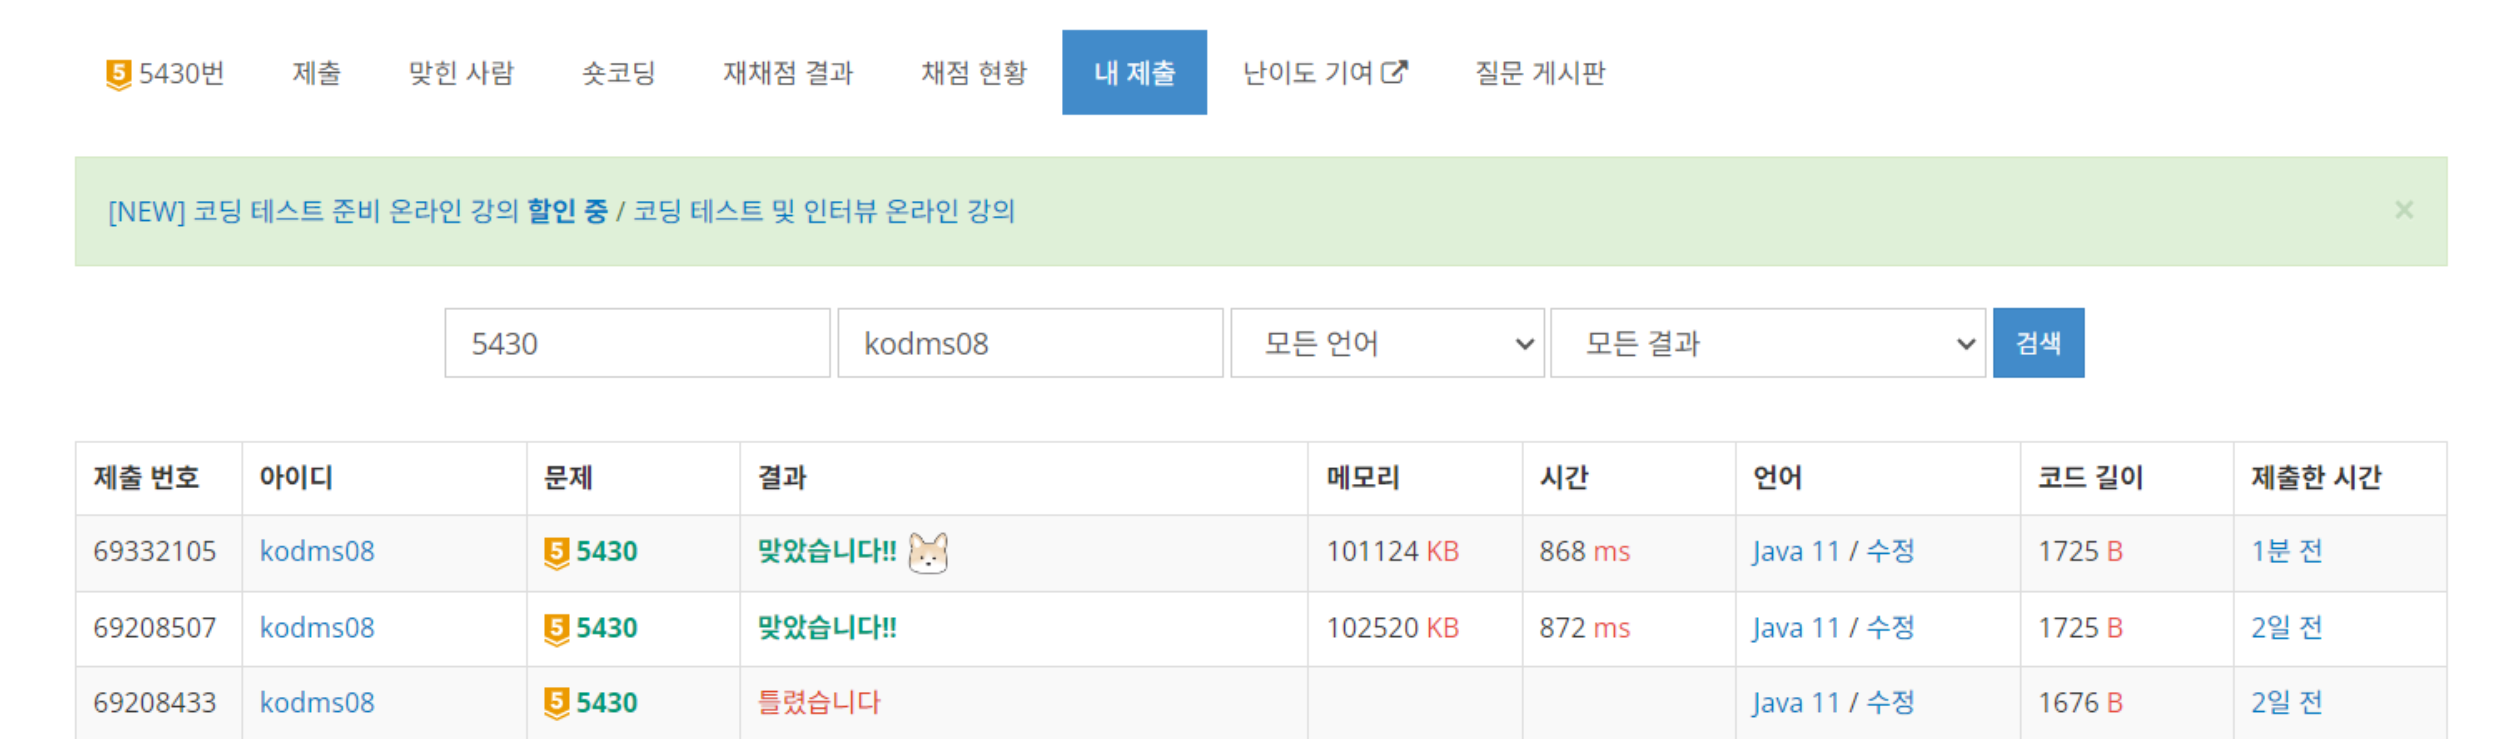 5 5430번 제출 맞힌 사람 숏코딩 재채점 결과 채점 현황 내 제출 난이도 기여 질문 게시판
[NEW] 코딩 테스트 준비 온라인 강의 할인 중 / 코딩 테스트 및 인터뷰 온라인 강의 ×
5430 kodms08 모든 언어 모든 결과 검색
제출 번호 아이디 문제 결과 메모리 시간 언어 코드 길이 제출한 시간
69332105 kodms08 5 5430 맞았습니다!! 101124 KB 868 ms Java 11 / 수정 1725 B 1분 전
69208507 kodms08 5 5430 맞았습니다!! 102520 KB 872 ms Java 11 / 수정 1725 B 2일 전
69208433 kodms08 5 5430 틀렸습니다 Java 11 / 수정 1676 B 2일 전